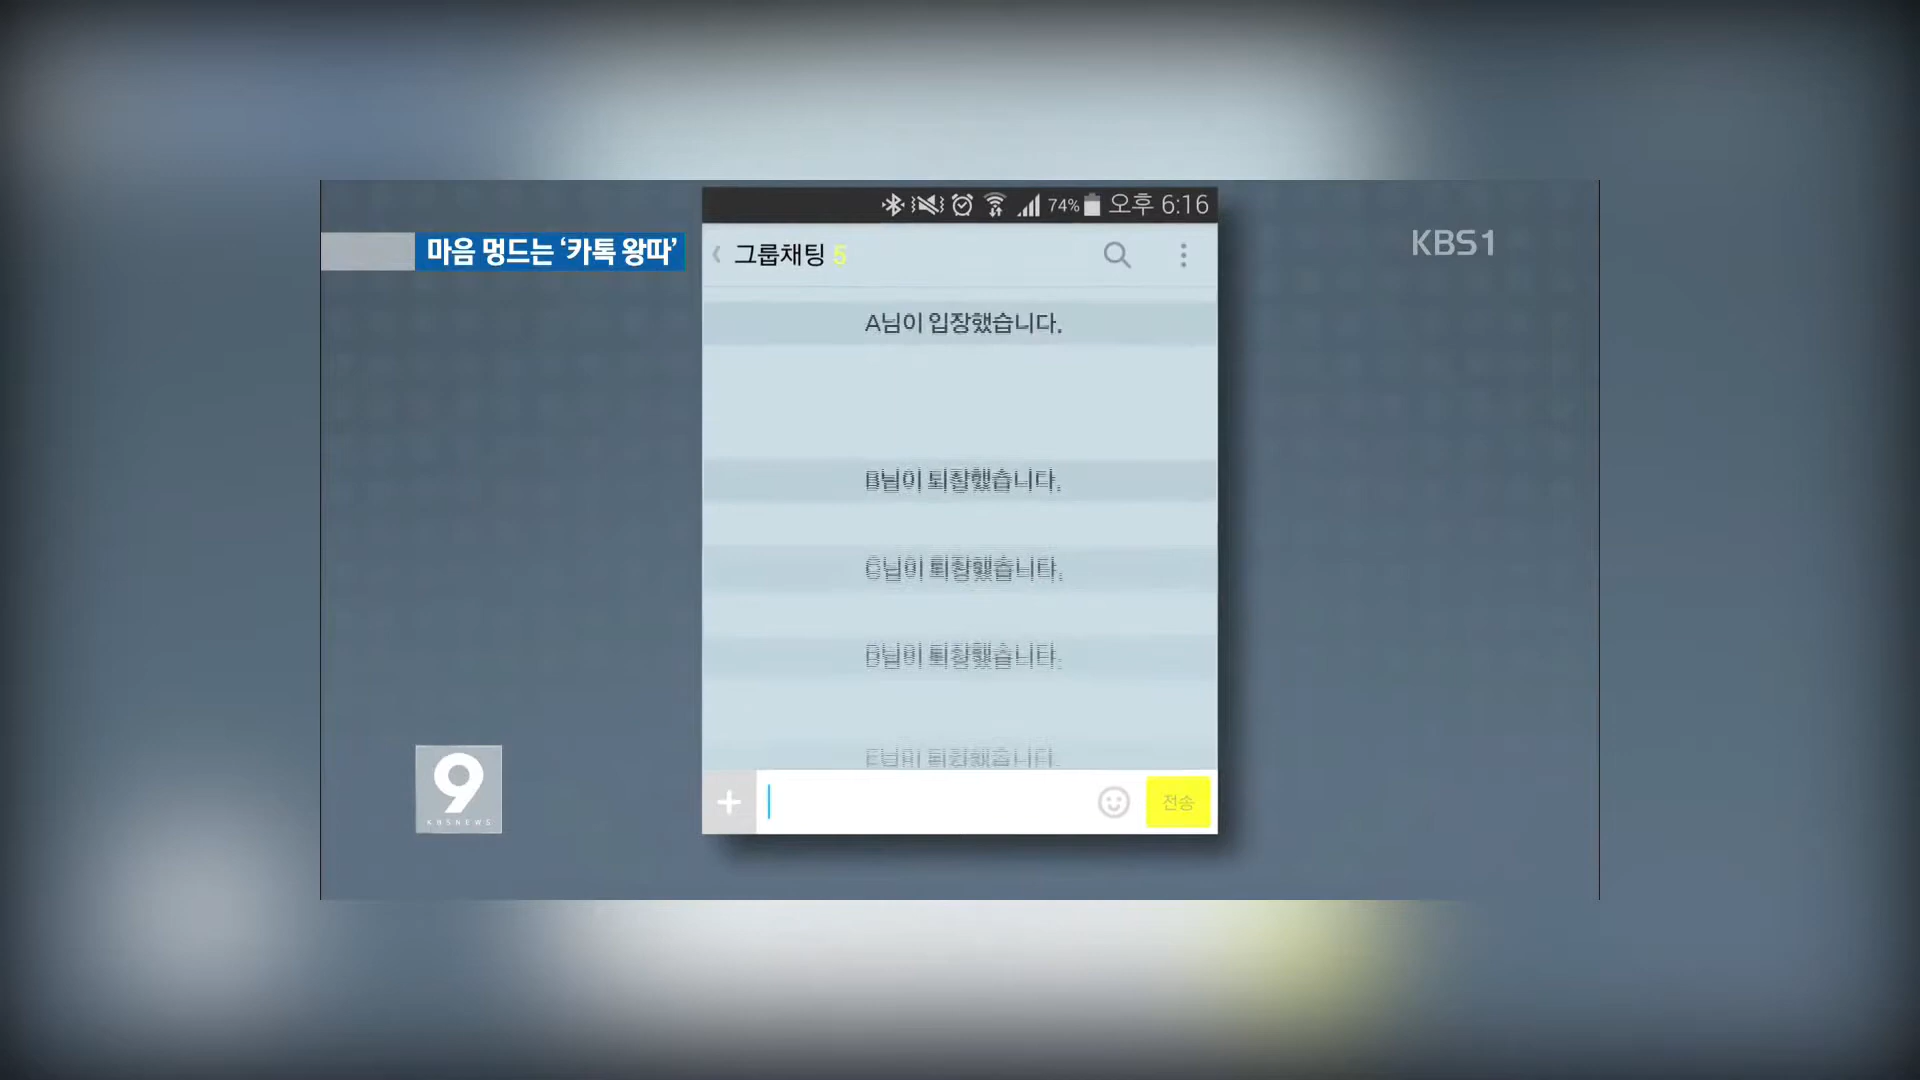 74% 오후 6:16
마음 멍드는 ‘카톡 왕따’
KBS1
그룹채팅 5
A님이 입장했습니다.
B님이 퇴장했습니다.
C님이 퇴장했습니다.
D님이 퇴장했습니다.
E님이 퇴장했습니다.
전송
9
KBSNEWS